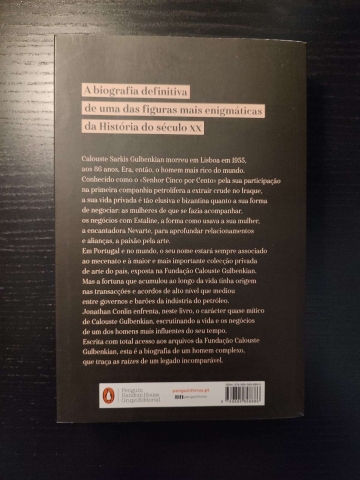 A biografia definitiva
de uma das figuras mais enigmáticas
da História do século XX
Calouste Sarkis Gulbenkian morreu em Lisboa em 1955,
aos 86 anos. Era, então, o homem mais rico do mundo.
Conhecido como o «Senhor Cinco por Cento» pela sua participação
na primeira companhia petrolífera a extrair crude no Iraque,
a sua vida privada é tão elusiva e bizantina quanto a sua forma
de negociar: as mulheres de que se fazia acompanhar,
os negócios com Estaline, a forma como usava a sua mulher,
a encantadora Nevarte, para aprofundar relacionamentos
e alianças, a paixão pela arte.
Em Portugal e no mundo, o seu nome estará sempre associado
ao mecenato e à maior e mais importante colecção privada
de arte do país, exposta na Fundação Calouste Gulbenkian.
Mas a fortuna que acumulou ao longo da vida tinha origem
nas transacções e acordos de alto nível que mediou
entre governos e barões da indústria do petróleo.
Jonathan Conlin enfrenta, neste livro, o carácter quase mítico
de Calouste Gulbenkian, escrutinando a vida e os negócios
de um dos homens mais influentes do seu tempo.
Escrita com total acesso aos arquivos da Fundação Calouste
Gulbenkian, esta é a biografia de um homem complexo,
que traça as raízes de um legado incomparável.
Penguin
Random House
Grupo Editorial
penguinlivros.pt
penguinlivros